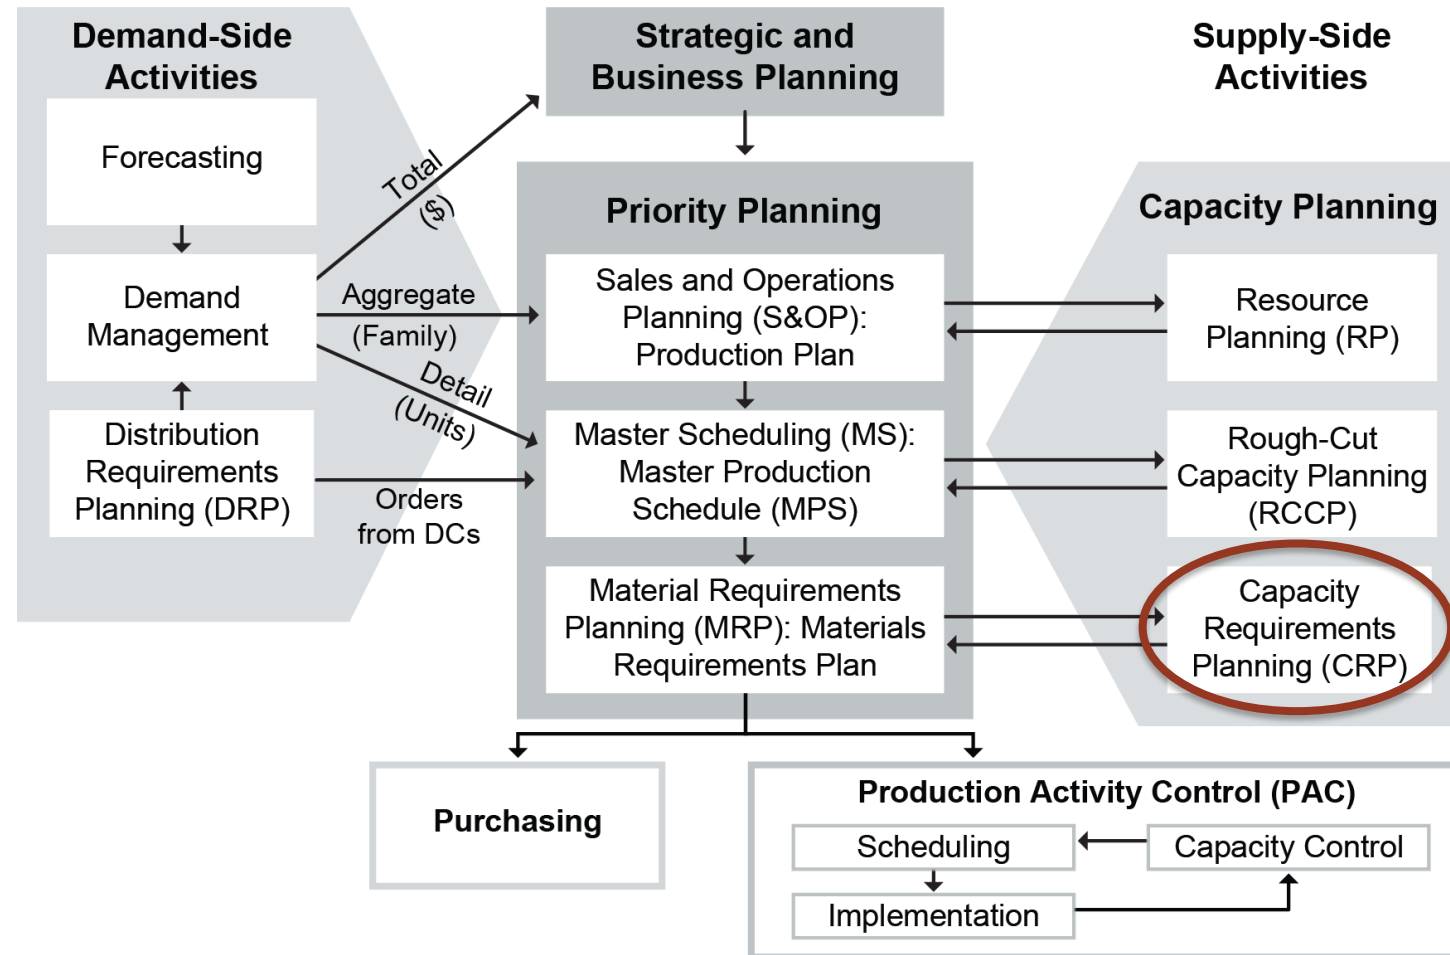 Demand-Side
Activities
Forecasting
Demand
Management
Distribution
Requirements
Planning (DRP)
Total
($)
Aggregate
(Family)
Detail
(Units)
Orders
from DCs
Strategic and
Business Planning
Priority Planning
Sales and Operations
Planning (S&OP):
Production Plan
Master Scheduling (MS):
Master Production
Schedule (MPS)
Material Requirements
Planning (MRP): Materials
Requirements Plan
Supply-Side
Activities
Capacity Planning
Resource
Planning (RP)
Rough-Cut
Capacity Planning
(RCCP)
Capacity
Requirements
Planning (CRP)
Purchasing
Production Activity Control (PAC)
Scheduling
Capacity Control
Implementation